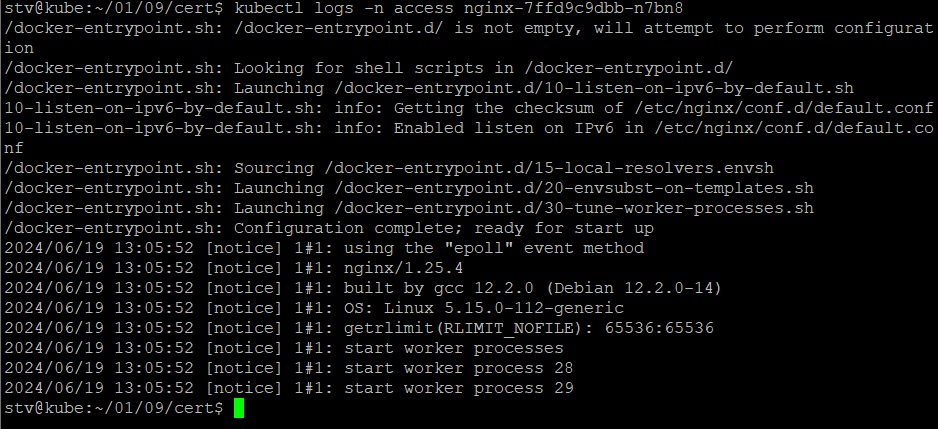 stv@kube:~/01/09/cert$ kubectl logs -n access nginx-7ffd9c9dbb-n7bn8
/docker-entrypoint.sh: /docker-entrypoint.d/ is not empty, will attempt to perform configurat
ion
/docker-entrypoint.sh: Looking for shell scripts in /docker-entrypoint.d/
/docker-entrypoint.sh: Launching /docker-entrypoint.d/10-listen-on-ipv6-by-default.sh
10-listen-on-ipv6-by-default.sh: info: Getting the checksum of /etc/nginx/conf.d/default.conf
10-listen-on-ipv6-by-default.sh: info: Enabled listen on IPv6 in /etc/nginx/conf.d/default.co
nf
/docker-entrypoint.sh: Sourcing /docker-entrypoint.d/15-local-resolvers.envsh
/docker-entrypoint.sh: Launching /docker-entrypoint.d/20-envsubst-on-templates.sh
/docker-entrypoint.sh: Launching /docker-entrypoint.d/30-tune-worker-processes.sh
/docker-entrypoint.sh: Configuration complete; ready for start up
2024/06/19 13:05:52 [notice] 1#1: using the "epoll" event method
2024/06/19 13:05:52 [notice] 1#1: nginx/1.25.4
2024/06/19 13:05:52 [notice] 1#1: built by gcc 12.2.0 (Debian 12.2.0-14)
2024/06/19 13:05:52 [notice] 1#1: OS: Linux 5.15.0-112-generic
2024/06/19 13:05:52 [notice] 1#1: getrlimit(RLIMIT_NOFILE): 65536:65536
2024/06/19 13:05:52 [notice] 1#1: start worker processes
2024/06/19 13:05:52 [notice] 1#1: start worker process 28
2024/06/19 13:05:52 [notice] 1#1: start worker process 29
stv@kube:~/01/09/cert$